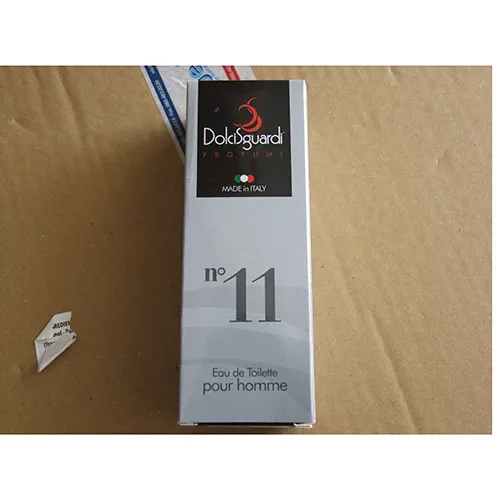 DolciSguardi
PROFUMI
MADE in ITALY
n° 11
Eau de Toilette
pour homme